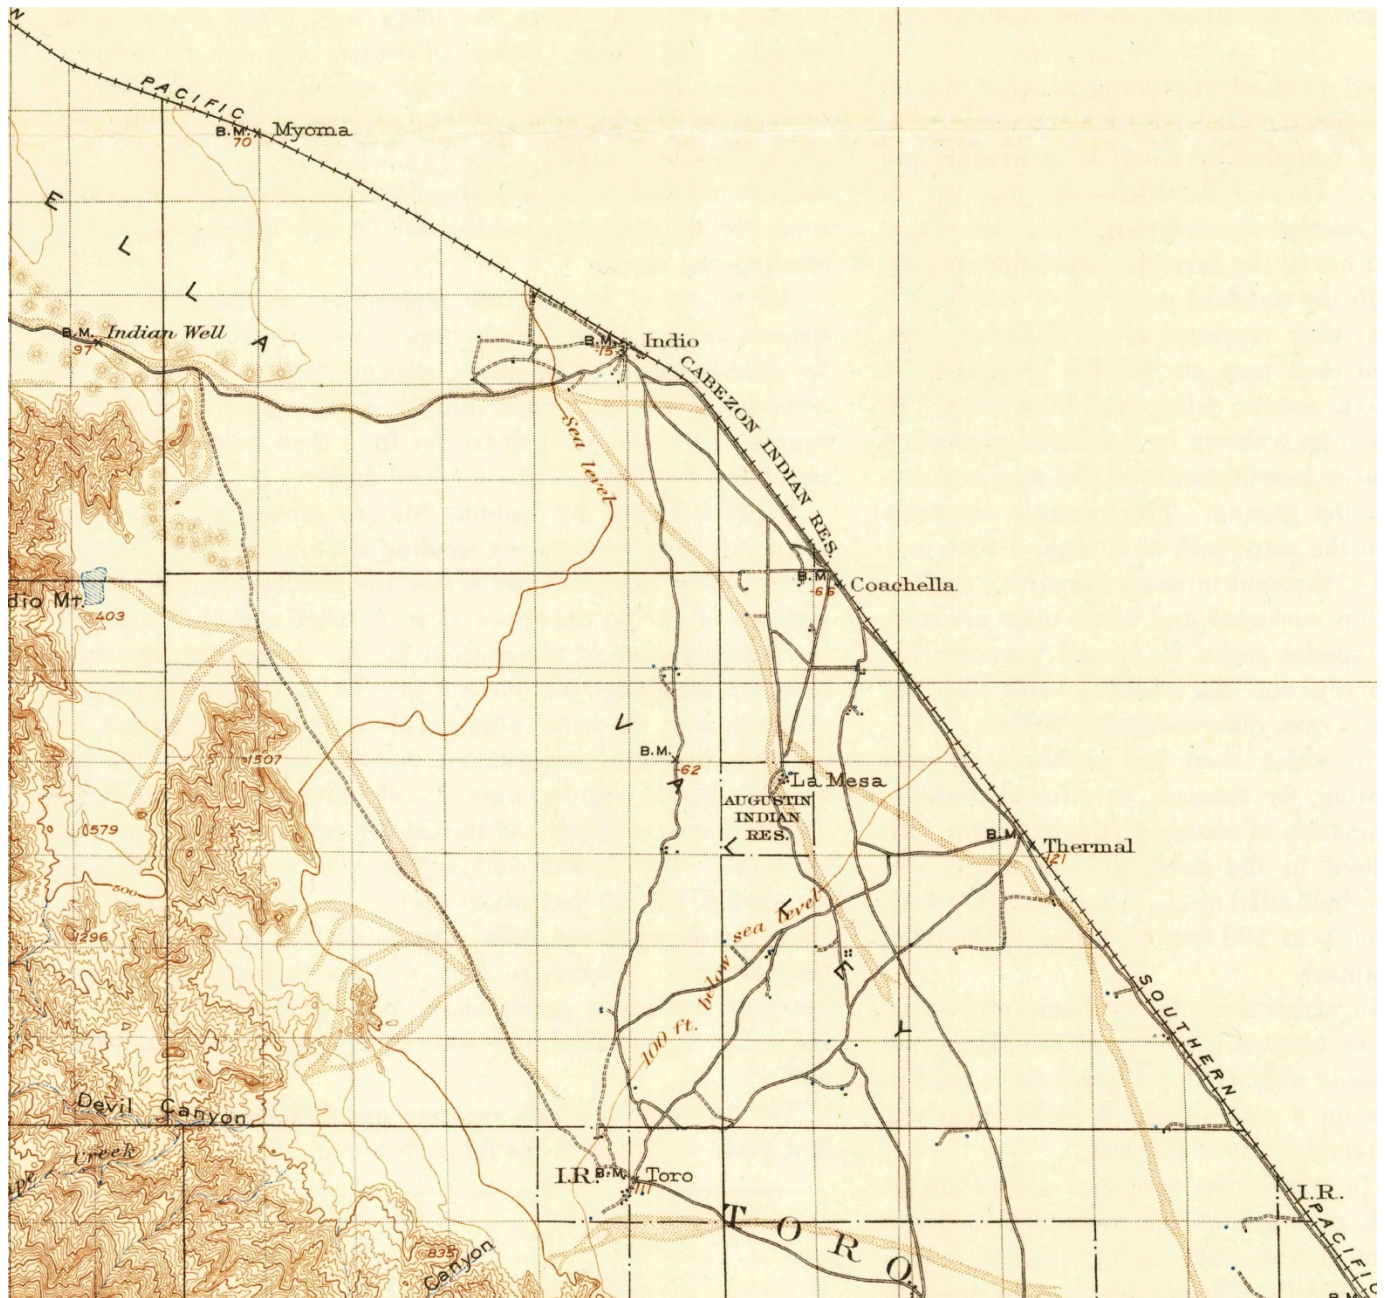 PACIFIC
B.M.
70
Myoma
E L L A
B.M.
97
Indian Well
B.M.
-15
Indio
CABEZON INDIAN RES.
Sea level
B.M.
-66
Coachella
dio Mt.
403
1507
B.M.
-62
V A L L E Y
La Mesa
AUGUSTIN
INDIAN
RES.
B.M.
-121
Thermal
1579
500
1296
100 ft. below sea level
SOUTHERN
PACIFIC
Devil Canyon
Creek
I.R.
B.M.
Toro
I.R.
TORO
835
Canyon
B.M.